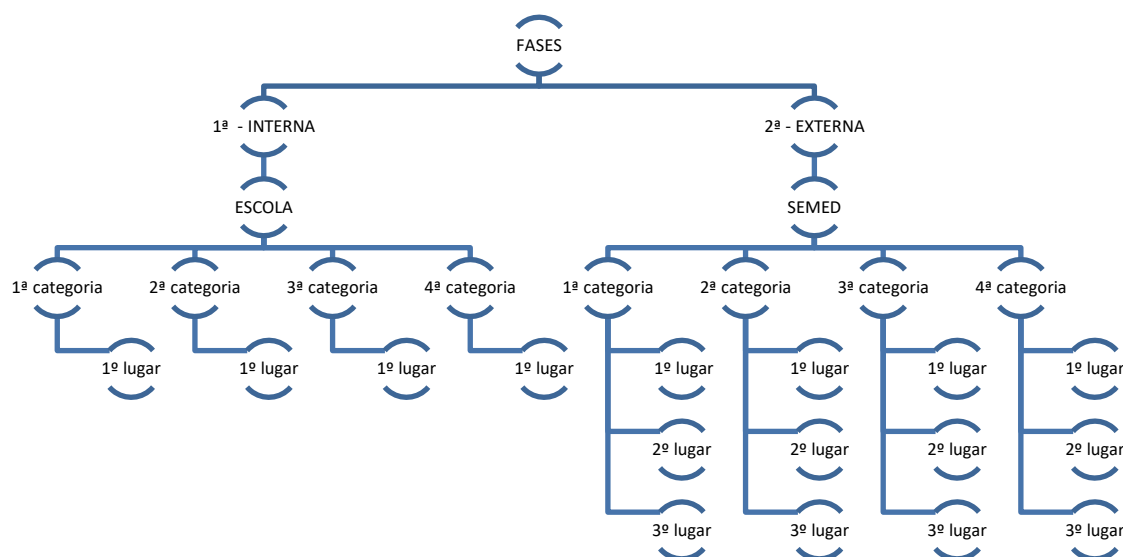 FASES
1ª - INTERNA
2ª - EXTERNA
ESCOLA
SEMED
1ª categoria
2ª categoria
3ª categoria
4ª categoria
1ª categoria
2ª categoria
3ª categoria
4ª categoria
1º lugar
1º lugar
1º lugar
1º lugar
1º lugar
1º lugar
1º lugar
1º lugar
2º lugar
2º lugar
2º lugar
2º lugar
3º lugar
3º lugar
3º lugar
3º lugar